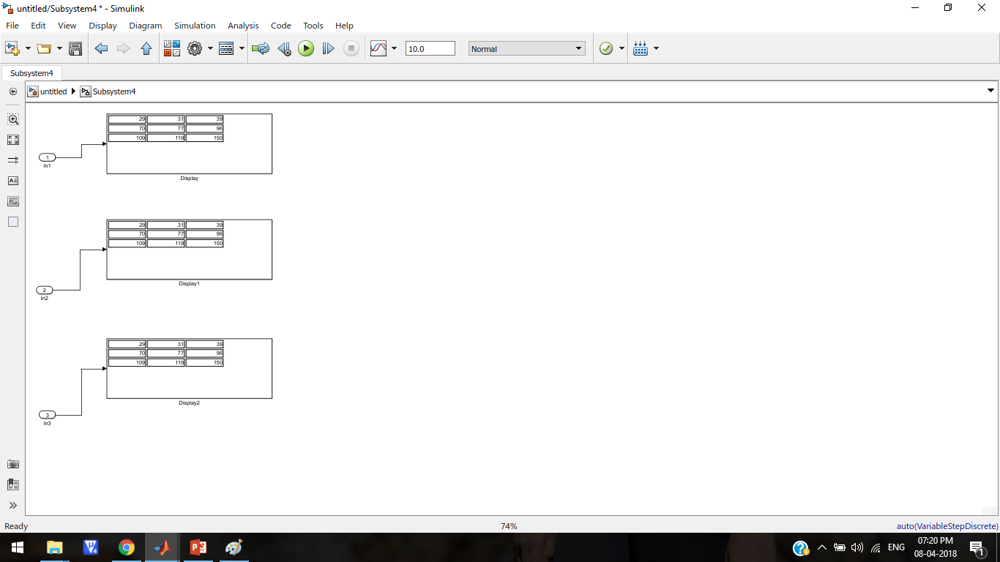 untitled/Subsystem4 * - Simulink
File Edit View Display Diagram Simulation Analysis Code Tools Help
10.0 Normal
Subsystem4
untitled Subsystem4
29 31 39
70 77 96
109 119 150
1
In1
Display
29 31 39
70 77 96
109 119 150
2
In2
Display1
29 31 39
70 77 96
109 119 150
3
In3
Display2
Ready 74% auto(VariableStepDiscrete)
ENG 07:20 PM
08-04-2018 1